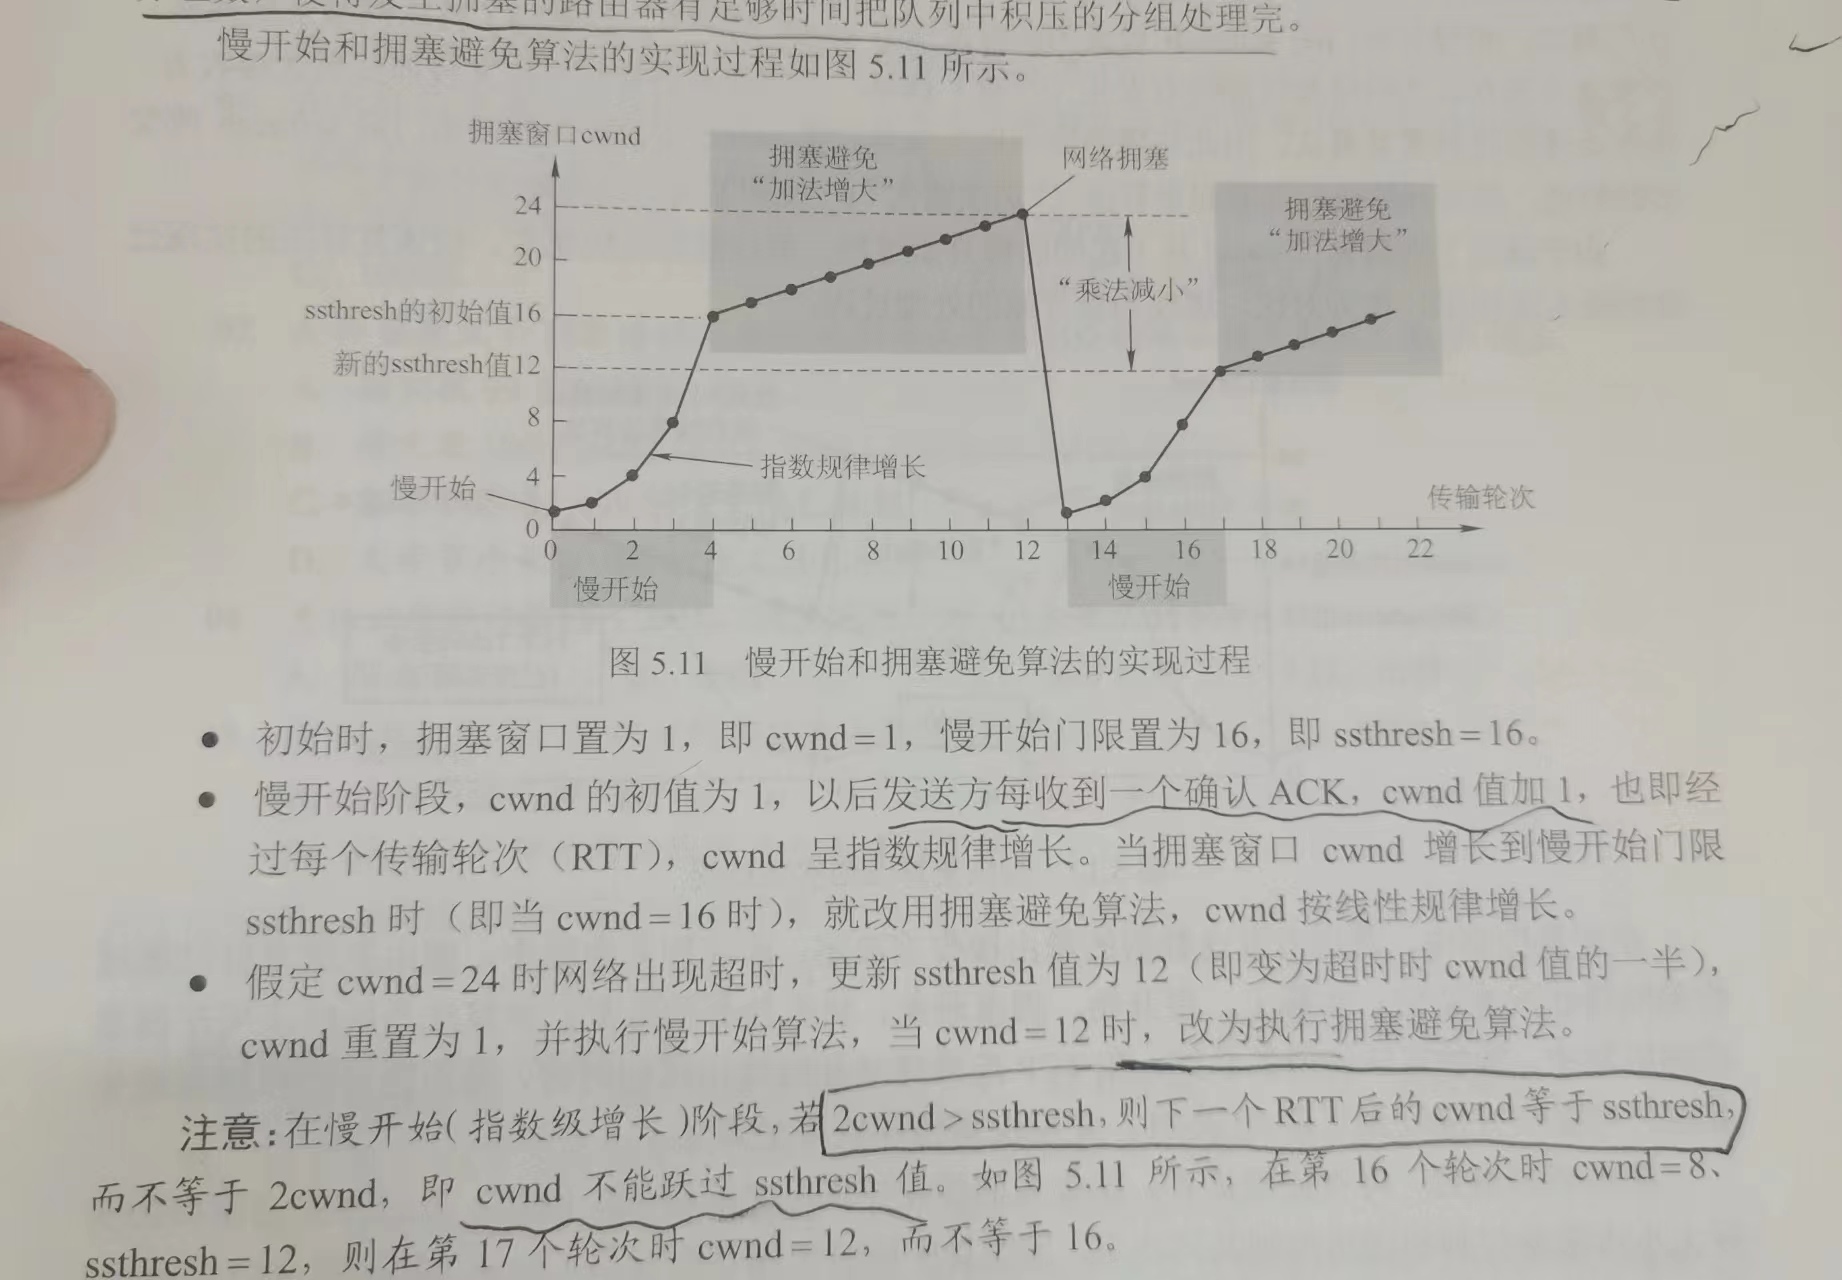 使得发生拥塞的路由器有足够时间把队列中积压的分组处理完。
慢开始和拥塞避免算法的实现过程如图 5.11 所示。
拥塞窗口cwnd
拥塞避免
“加法增大”
网络拥塞
24
拥塞避免
“加法增大”
20
“乘法减小”
ssthresh的初始值16
新的ssthresh值12
8
指数规律增长
4
慢开始
传输轮次
0
0 2 4 6 8 10 12 14 16 18 20 22
慢开始 慢开始
图 5.11 慢开始和拥塞避免算法的实现过程
● 初始时，拥塞窗口置为 1，即 cwnd=1，慢开始门限置为 16，即 ssthresh=16。
● 慢开始阶段，cwnd 的初值为 1，以后发送方每收到一个确认 ACK，cwnd 值加 1，也即经
过每个传输轮次（RTT），cwnd 呈指数规律增长。当拥塞窗口 cwnd 增长到慢开始门限
ssthresh 时（即当 cwnd=16 时），就改用拥塞避免算法，cwnd 按线性规律增长。
● 假定 cwnd=24 时网络出现超时，更新 ssthresh 值为 12（即变为超时时 cwnd 值的一半），
cwnd 重置为 1，并执行慢开始算法，当 cwnd=12 时，改为执行拥塞避免算法。
注意：在慢开始(指数级增长)阶段，若 2cwnd>ssthresh，则下一个 RTT 后的 cwnd 等于 ssthresh，
而不等于 2cwnd，即 cwnd 不能跃过 ssthresh 值。如图 5.11 所示，在第 16 个轮次时 cwnd=8、
ssthresh=12，则在第 17 个轮次时 cwnd=12，而不等于 16。